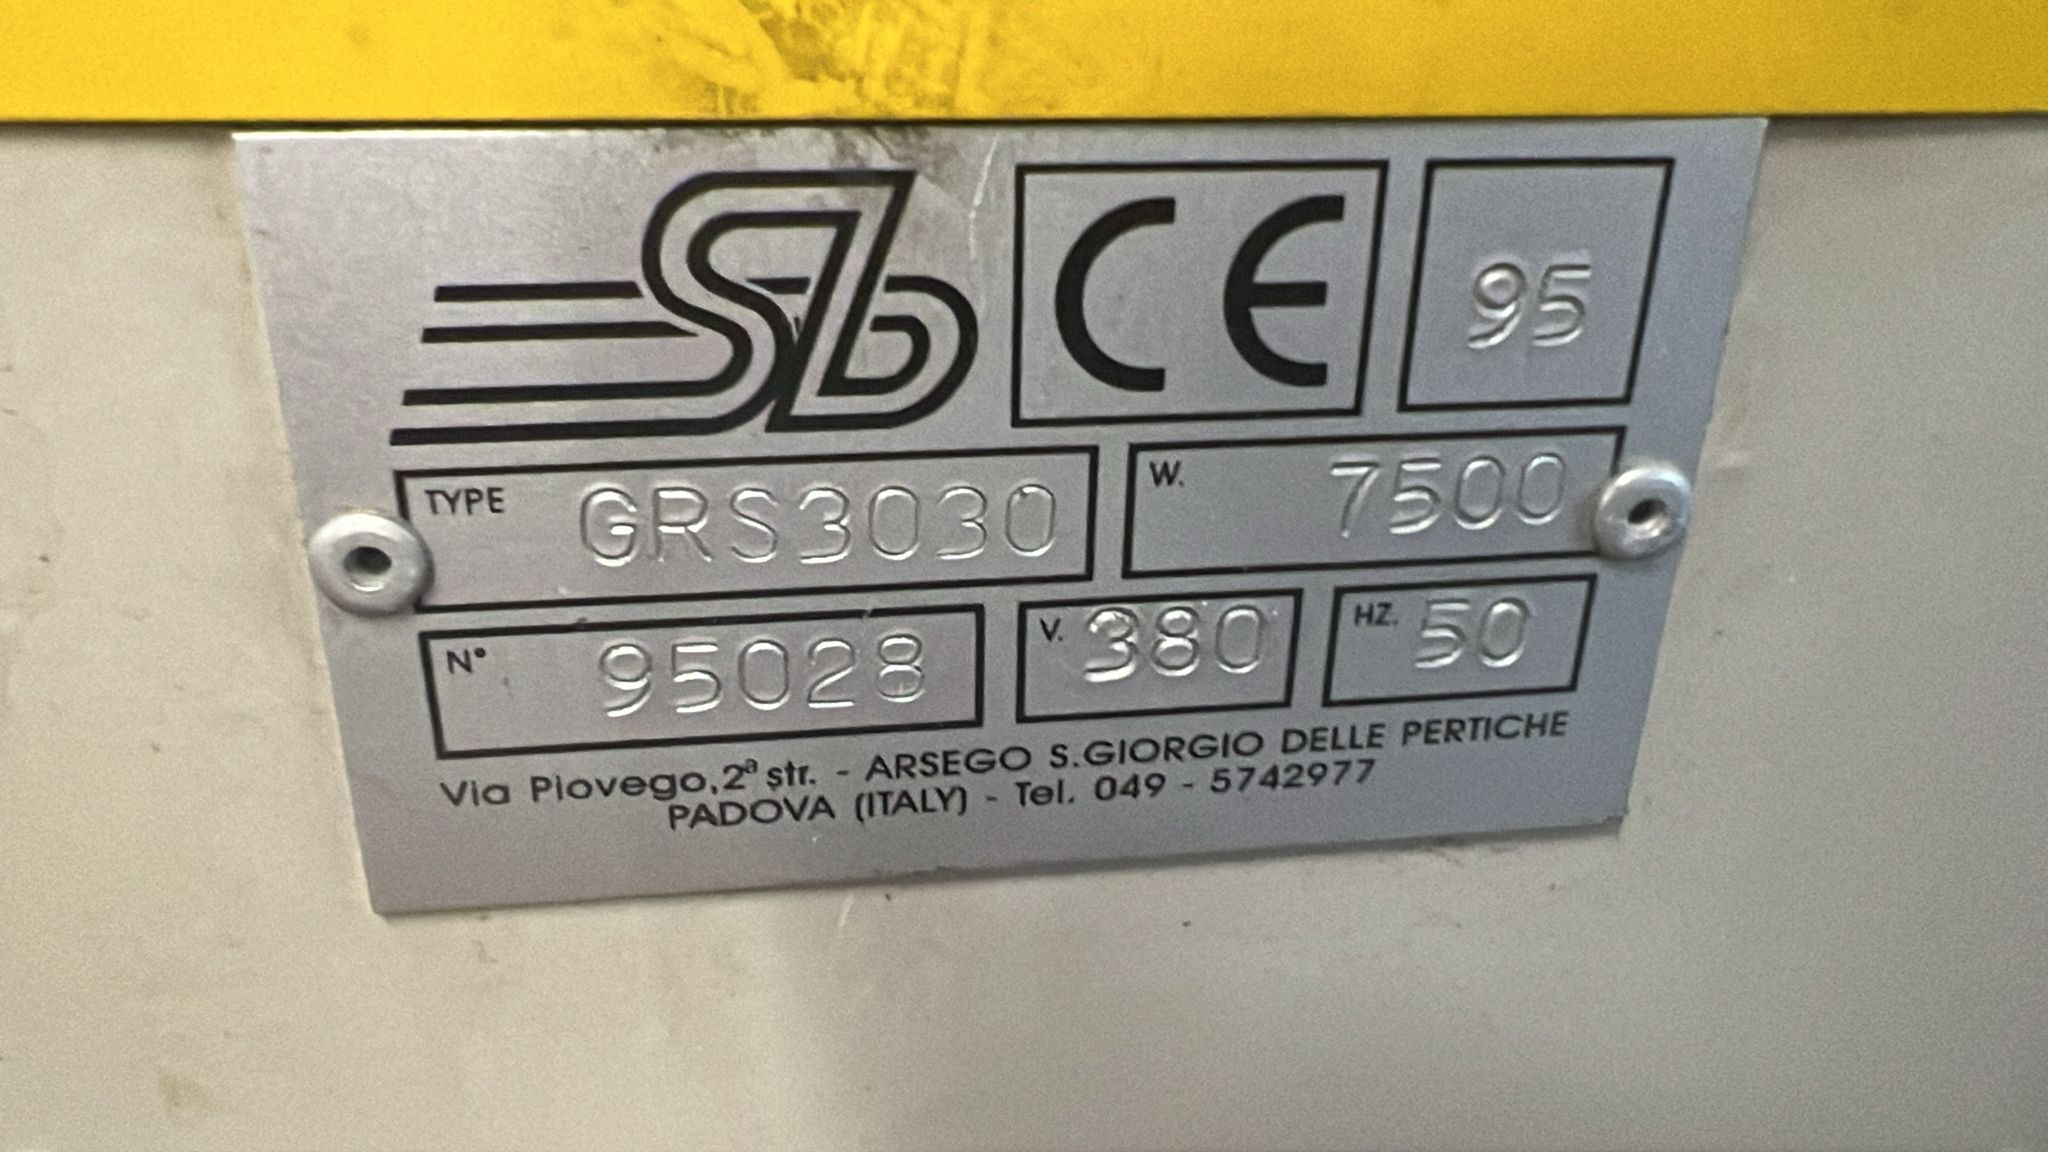 Sb CE 95
TYPE GRS3030 W. 7500
N° 95028 V. 380 HZ. 50
Via Piovego,2ª str. - ARSEGO S.GIORGIO DELLE PERTICHE
PADOVA (ITALY) - Tel. 049 - 5742977